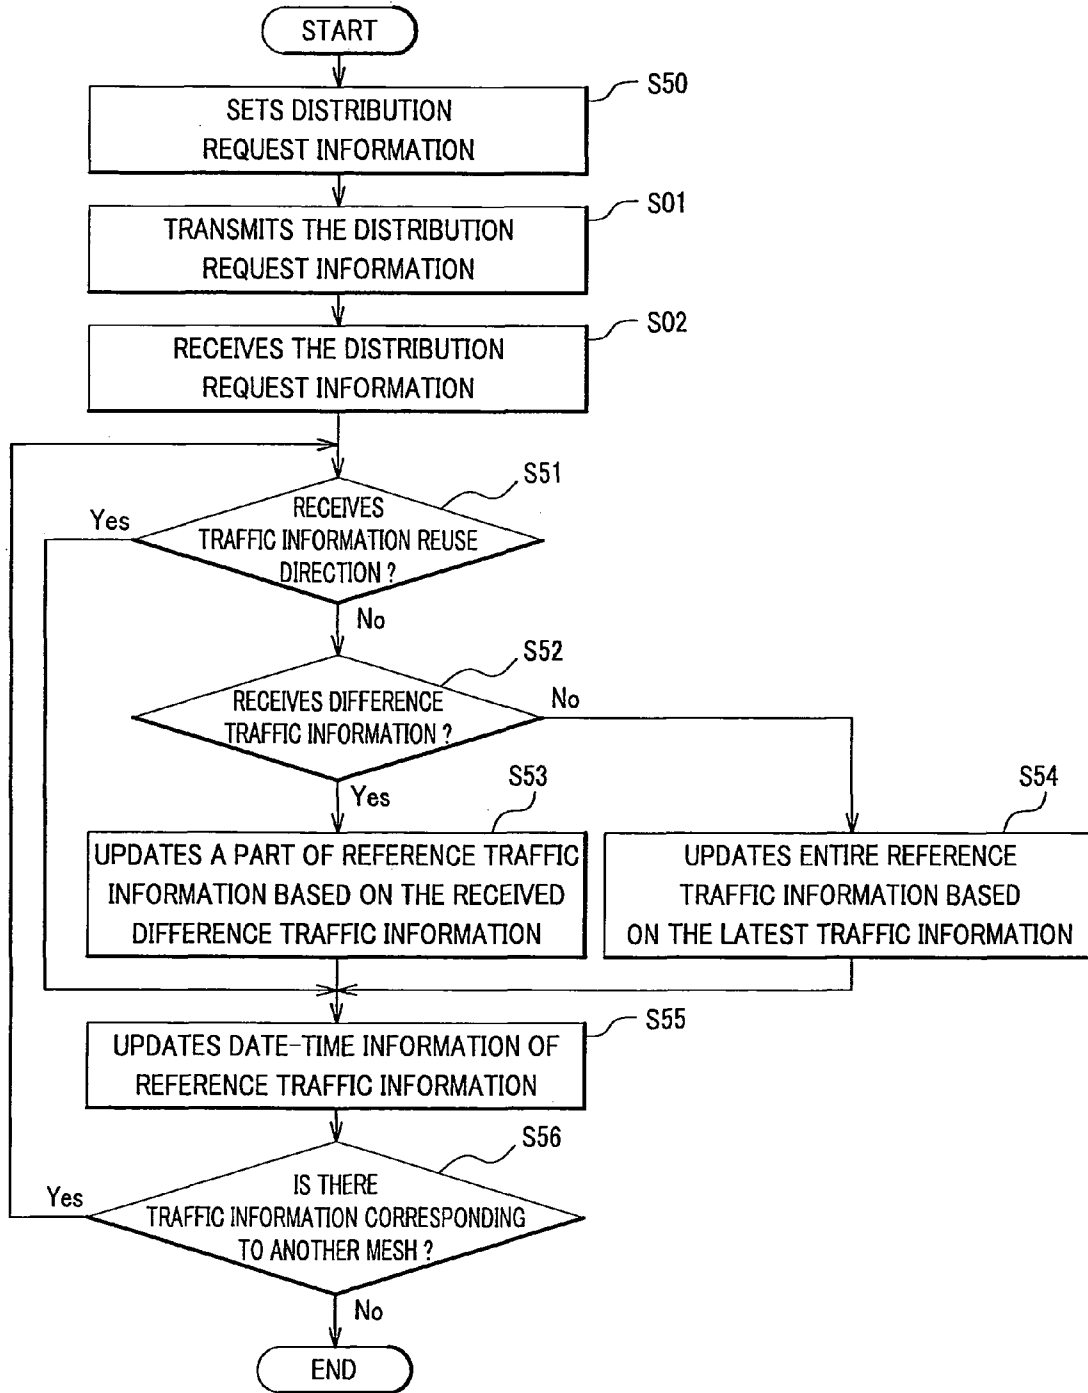 START
S50
SETS DISTRIBUTION
REQUEST INFORMATION
S01
TRANSMITS THE DISTRIBUTION
REQUEST INFORMATION
S02
RECEIVES THE DISTRIBUTION
REQUEST INFORMATION
S51
Yes
RECEIVES
TRAFFIC INFORMATION REUSE
DIRECTION ?
No
S52
RECEIVES DIFFERENCE
TRAFFIC INFORMATION ?
No
Yes
S53
UPDATES A PART OF REFERENCE TRAFFIC
INFORMATION BASED ON THE RECEIVED
DIFFERENCE TRAFFIC INFORMATION
S54
UPDATES ENTIRE REFERENCE
TRAFFIC INFORMATION BASED
ON THE LATEST TRAFFIC INFORMATION
S55
UPDATES DATE-TIME INFORMATION OF
REFERENCE TRAFFIC INFORMATION
S56
Yes
IS THERE
TRAFFIC INFORMATION CORRESPONDING
TO ANOTHER MESH ?
No
END